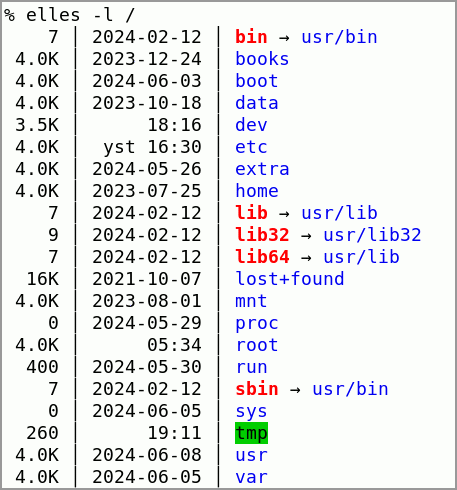 % elles -l /
    7 │ 2024-02-12 │ bin → usr/bin
 4.0K │ 2023-12-24 │ books
 4.0K │ 2024-06-03 │ boot
 4.0K │ 2023-10-18 │ data
 3.5K │      18:16 │ dev
 4.0K │  yst 16:30 │ etc
 4.0K │ 2024-05-26 │ extra
 4.0K │ 2023-07-25 │ home
    7 │ 2024-02-12 │ lib → usr/lib
    9 │ 2024-02-12 │ lib32 → usr/lib32
    7 │ 2024-02-12 │ lib64 → usr/lib
  16K │ 2021-10-07 │ lost+found
 4.0K │ 2023-08-01 │ mnt
    0 │ 2024-05-29 │ proc
 4.0K │      05:34 │ root
  400 │ 2024-05-30 │ run
    7 │ 2024-02-12 │ sbin → usr/bin
    0 │ 2024-06-05 │ sys
  260 │      19:11 │ tmp
 4.0K │ 2024-06-08 │ usr
 4.0K │ 2024-06-05 │ var